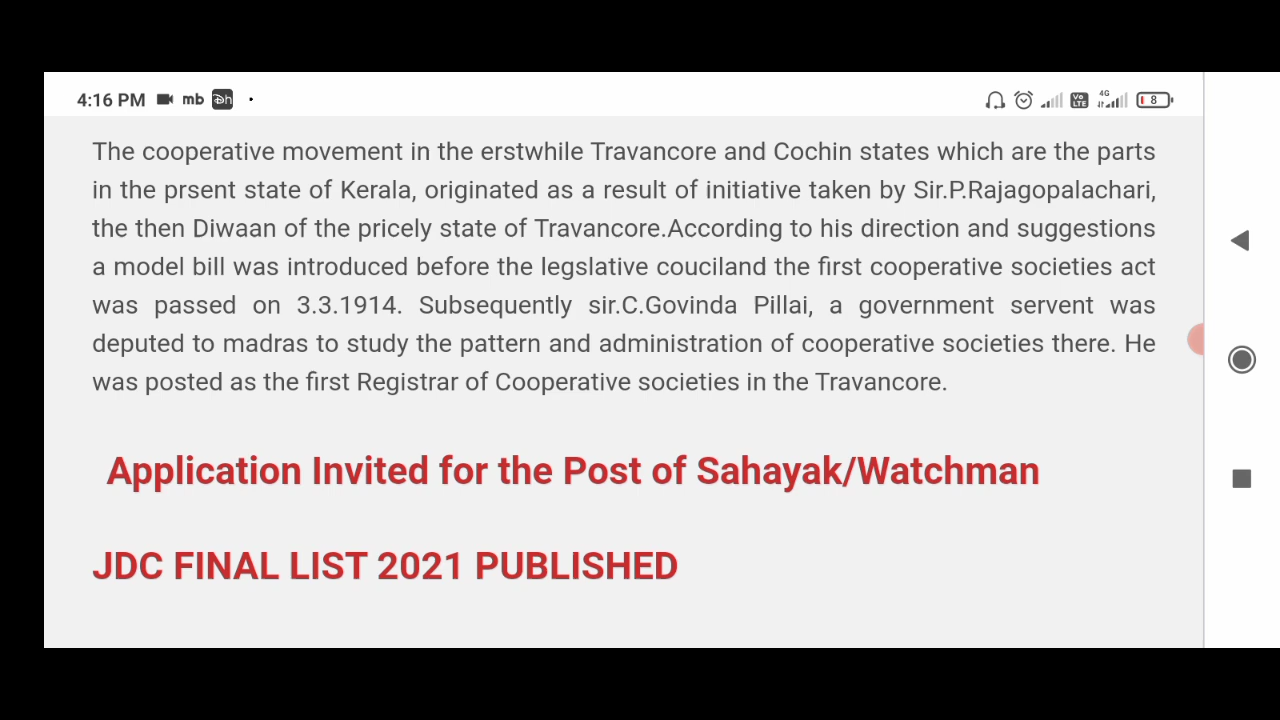 4:16 PM mb
4G
Vo
LTE
8
The cooperative movement in the erstwhile Travancore and Cochin states which are the parts
in the prsent state of Kerala, originated as a result of initiative taken by Sir.P.Rajagopalachari,
the then Diwaan of the pricely state of Travancore.According to his direction and suggestions
a model bill was introduced before the legslative couciland the first cooperative societies act
was passed on 3.3.1914. Subsequently sir.C.Govinda Pillai, a government servent was
deputed to madras to study the pattern and administration of cooperative societies there. He
was posted as the first Registrar of Cooperative societies in the Travancore.
Application Invited for the Post of Sahayak/Watchman
JDC FINAL LIST 2021 PUBLISHED